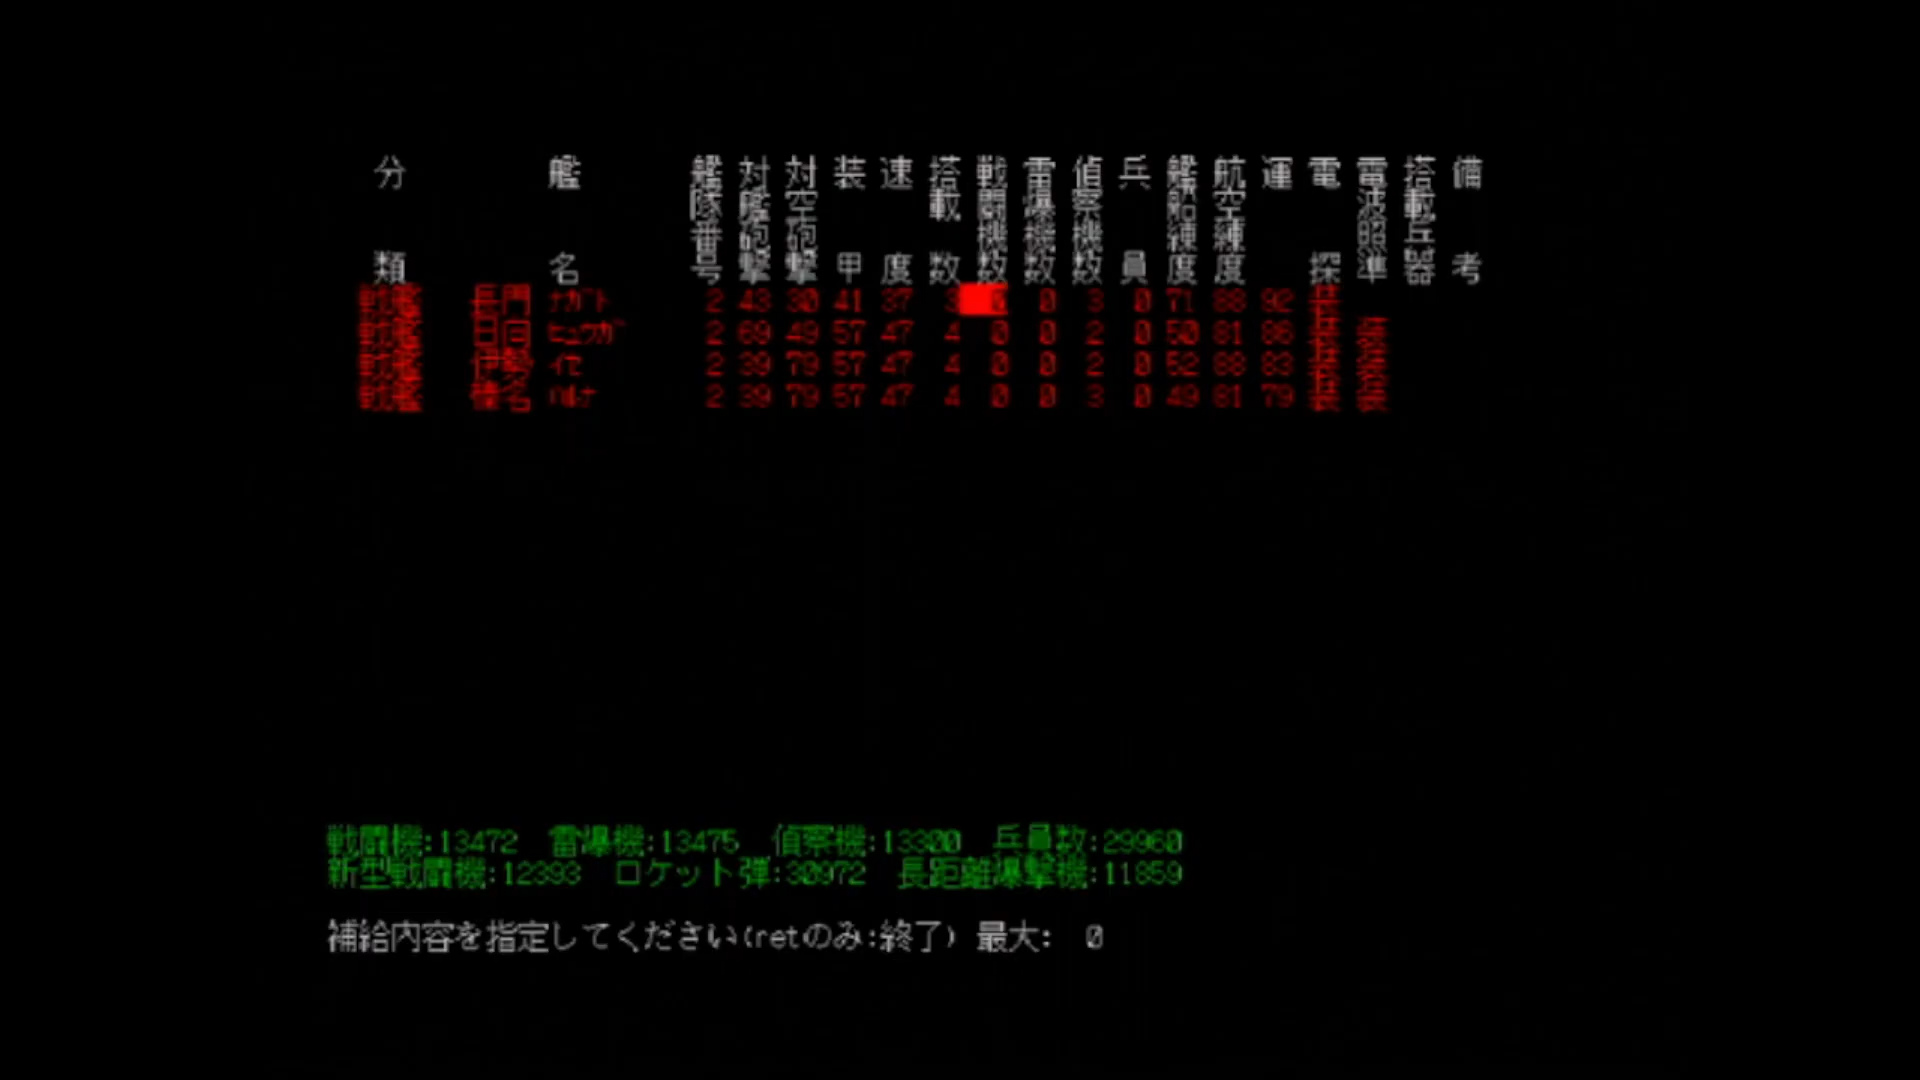 分類 艦名 艦隊番号 対艦砲撃 対空砲撃 装甲 速度 搭載数 戦闘機数 雷爆機数 偵察機数 兵員 艦船練度 航空練度 運 電探 電波照準 搭載兵器 備考
戦艦 長門 ﾅｶﾞﾄ 2 43 30 41 37 3 0 0 3 0 71 88 92 装
戦艦 日向 ﾋｭｳｶﾞ 2 69 49 57 47 4 0 0 2 0 50 81 86 装 装
戦艦 伊勢 ｲｾ 2 39 79 57 47 4 0 0 2 0 52 88 83 装 装
戦艦 榛名 ﾊﾙﾅ 2 39 79 57 47 4 0 0 3 0 49 81 79 装 装
戦闘機:13472 雷爆機:13475 偵察機:13300 兵員数:29960
新型戦闘機:12393 ロケット弾:30972 長距離爆撃機:11859
補給内容を指定してください(retのみ:終了) 最大: 0